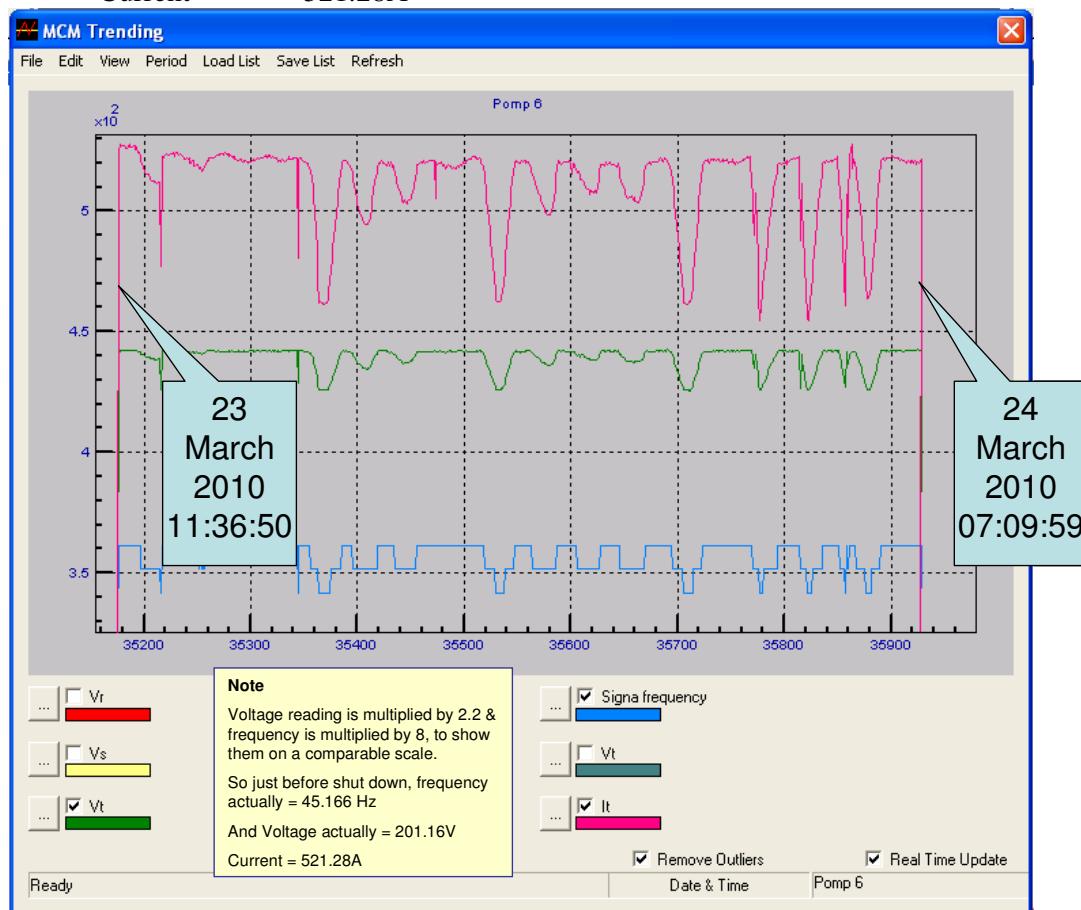 Current = 521.28A
MCM Trending
File Edit View Period Load List Save List Refresh
Pomp 6
x10 2
5
4.5
4
3.5
35200 35300 35400 35500 35600 35700 35800 35900
23
March
2010
11:36:50
24
March
2010
07:09:59
... Vr
... Vs
... Vt
Note
Voltage reading is multiplied by 2.2 &
frequency is multiplied by 8, to show
them on a comparable scale.
So just before shut down, frequency
actually = 45.166 Hz
And Voltage actually = 201.16V
Current = 521.28A
... Signa frequency
... Vt
... It
Remove Outliers
Real Time Update
Ready
Date & Time
Pomp 6